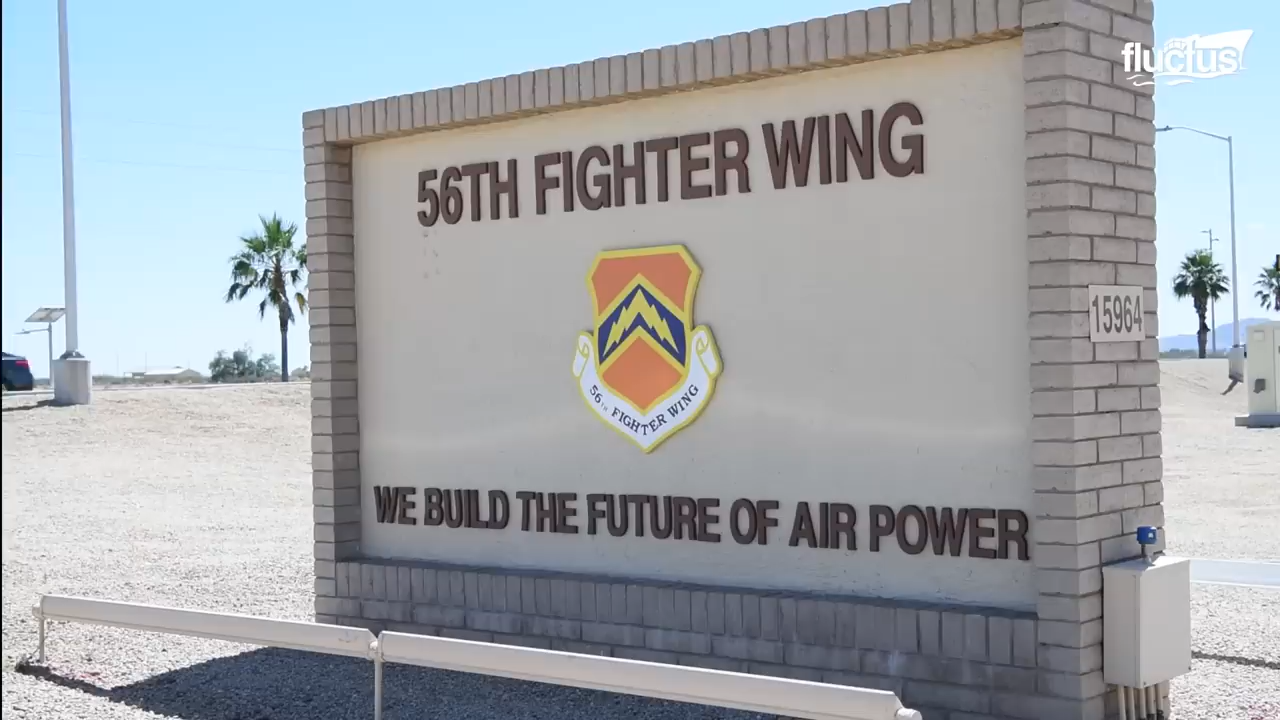 fluctus
56TH FIGHTER WING
15964
56TH FIGHTER WING
WE BUILD THE FUTURE OF AIR POWER